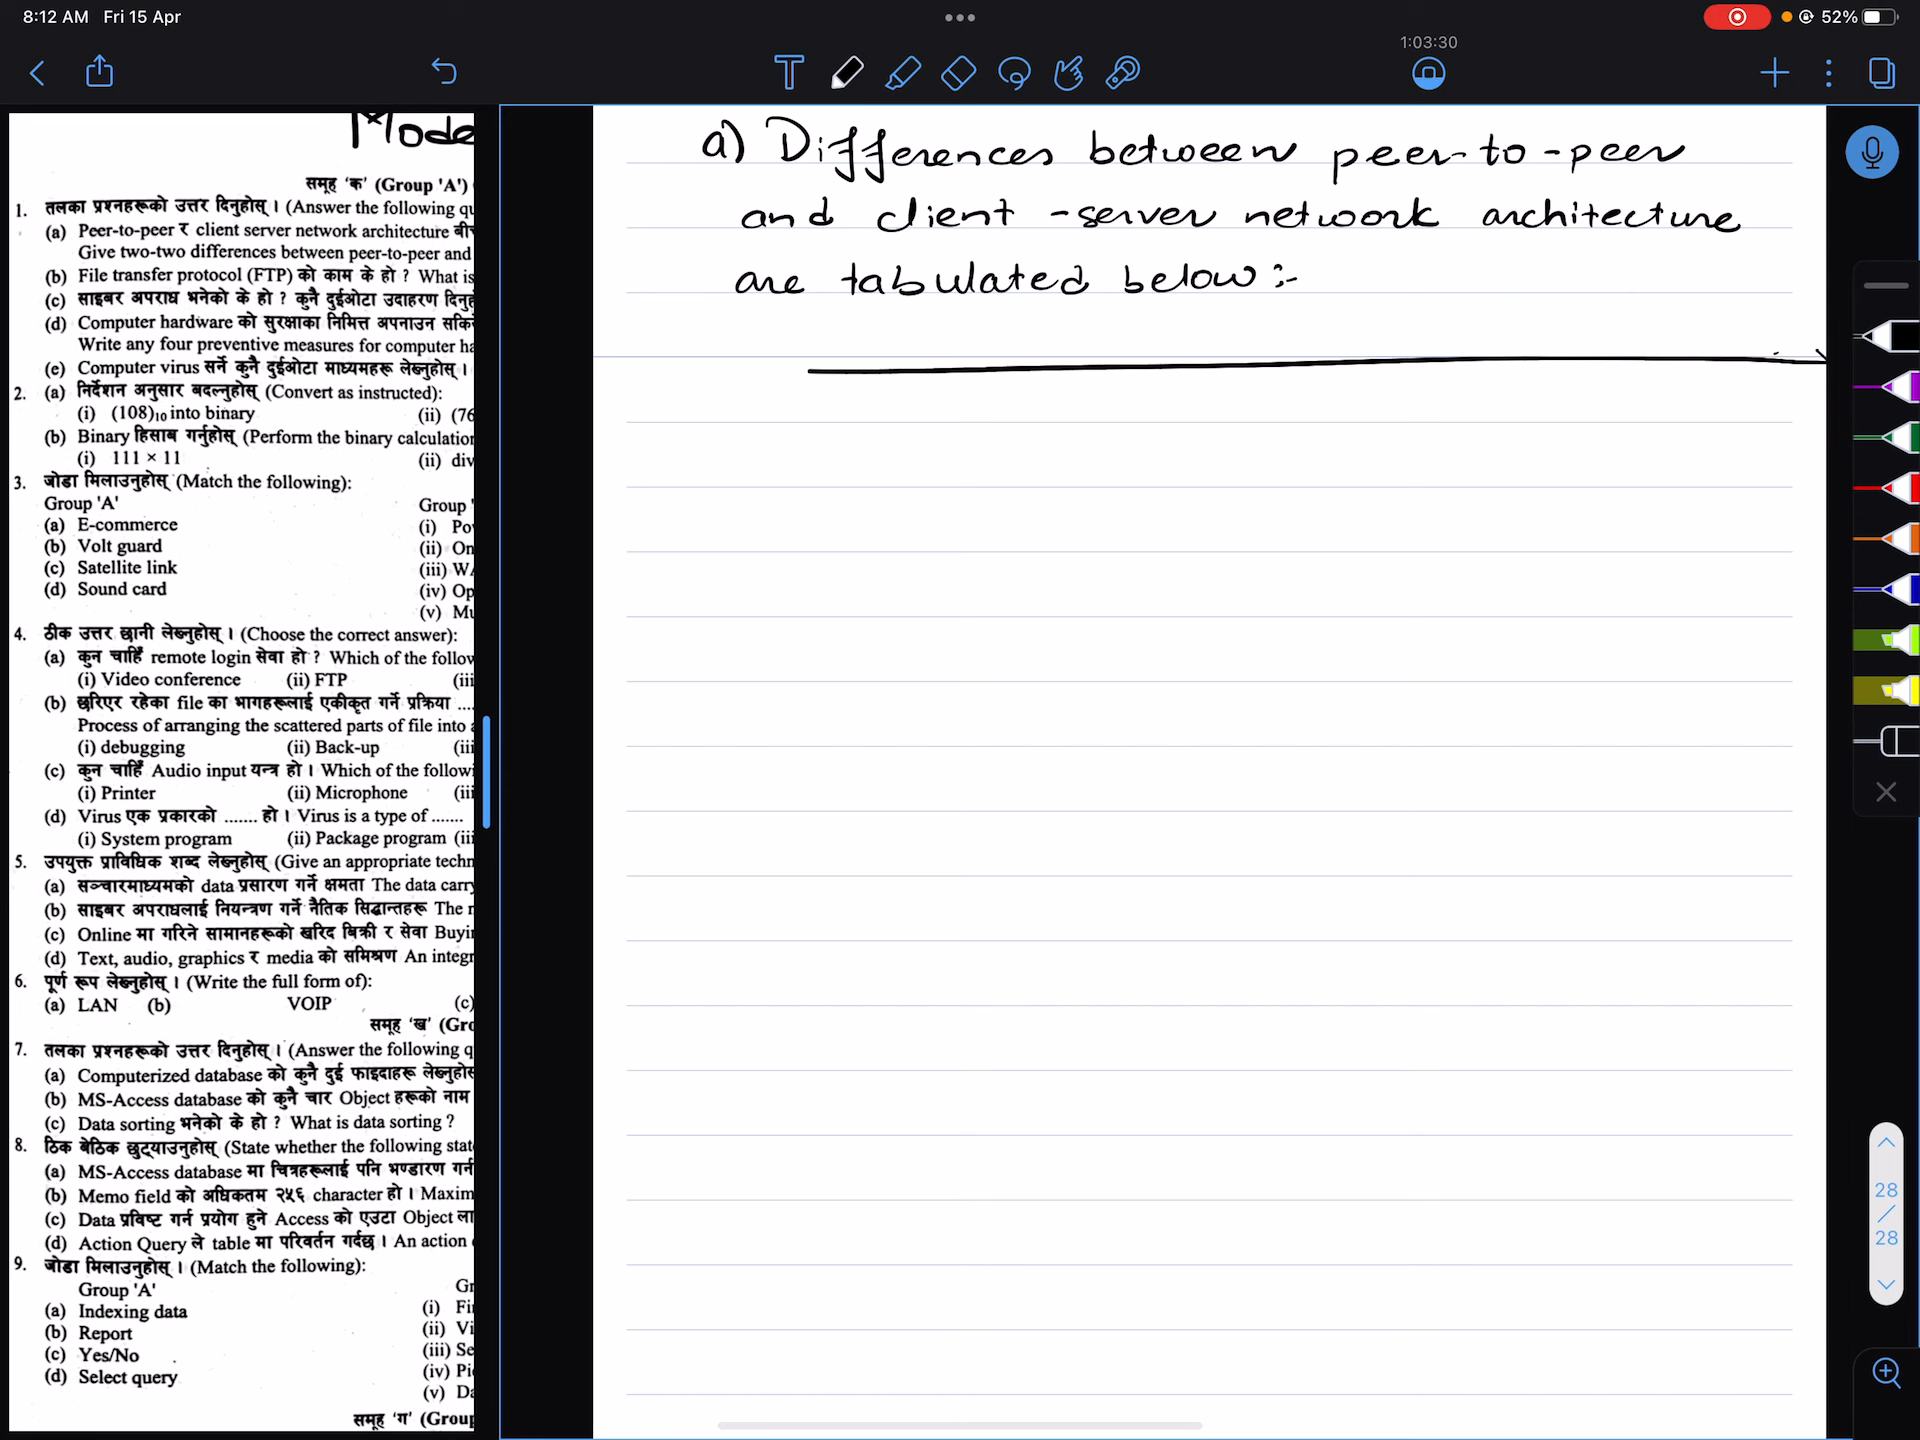 8:12 AM Fri 15 Apr
52%
1:03:30
Mode
समूह 'क' (Group 'A')
1. तलका प्रश्नहरूको उत्तर दिनुहोस् । (Answer the following qu
(a) Peer-to-peer र client server network architecture बीच
Give two-two differences between peer-to-peer and
(b) File transfer protocol (FTP) को काम के हो ? What is
(c) साइबर अपराध भनेको के हो ? कुनै दुईओटा उदाहरण दिनु
(d) Computer hardware को सुरक्षाका निमित्त अपनाउन सकि
Write any four preventive measures for computer ha
(e) Computer virus सर्ने कुनै दुईओटा माध्यमहरू लेख्नुहोस् ।
2. (a) निर्देशन अनुसार बदल्नुहोस् (Convert as instructed):
(i) (108)₁₀ into binary (ii) (76
(b) Binary हिसाब गर्नुहोस् (Perform the binary calculation
(i) 111 × 11 (ii) div
3. जोडा मिलाउनुहोस् (Match the following):
Group 'A' Group '
(a) E-commerce (i) Po
(b) Volt guard (ii) On
(c) Satellite link (iii) WA
(d) Sound card (iv) Op
(v) Mu
4. ठीक उत्तर छानी लेख्नुहोस् । (Choose the correct answer):
(a) कुन चाहिँ remote login सेवा हो ? Which of the follow
(i) Video conference (ii) FTP (iii
(b) छरिएर रहेका file का भागहरूलाई एकीकृत गर्ने प्रक्रिया ....
Process of arranging the scattered parts of file into a
(i) debugging (ii) Back-up (iii
(c) कुन चाहिँ Audio input यन्त्र हो । Which of the followi
(i) Printer (ii) Microphone (iii
(d) Virus एक प्रकारको ....... हो । Virus is a type of .......
(i) System program (ii) Package program (iii
5. उपयुक्त प्राविधिक शब्द लेख्नुहोस् (Give an appropriate techn
(a) सञ्चारमाध्यमको data प्रसारण गर्ने क्षमता The data carry
(b) साइबर अपराधलाई नियन्त्रण गर्ने नैतिक सिद्धान्तहरू The r
(c) Online मा गरिने सामानहरूको खरिद बिक्री र सेवा Buyi
(d) Text, audio, graphics र media को समिश्रण An integr
6. पूर्ण रूप लेख्नुहोस् । (Write the full form of):
(a) LAN (b) VOIP (c)
समूह 'ख' (Gro
7. तलका प्रश्नहरूको उत्तर दिनुहोस् । (Answer the following q
(a) Computerized database को कुनै दुई फाइदाहरू लेख्नुहोस
(b) MS-Access database को कुनै चार Object हरूको नाम
(c) Data sorting भनेको के हो ? What is data sorting ?
8. ठिक बेठिक छुट्याउनुहोस् (State whether the following stat
(a) MS-Access database मा चित्रहरूलाई पनि भण्डारण गर्न
(b) Memo field को अधिकतम २५६ character हो । Maxim
(c) Data प्रविष्ट गर्न प्रयोग हुने Access को एउटा Object ला
(d) Action Query ले table मा परिवर्तन गर्दछ । An action
9. जोडा मिलाउनुहोस् । (Match the following):
Group 'A' Gr
(a) Indexing data (i) Fi
(b) Report (ii) Vi
(c) Yes/No (iii) Se
(d) Select query (iv) Pi
(v) Da
समूह 'ग' (Group
a) Differences between peer-to-peer
and client-server network architecture
are tabulated below :-
28
/
28